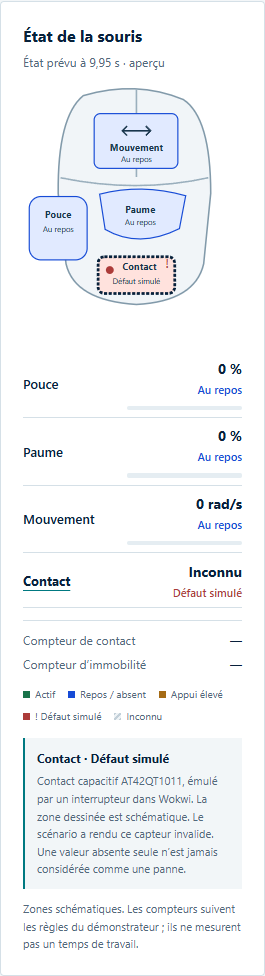 État de la souris
État prévu à 9,95 s · aperçu
Mouvement
Au repos
Pouce
Au repos
Paume
Au repos
Contact !
Défaut simulé
0 %
Pouce
Au repos
0 %
Paume
Au repos
0 rad/s
Mouvement
Au repos
Inconnu
Contact
Défaut simulé
Compteur de contact —
Compteur d’immobilité —
Actif Repos / absent Appui élevé
! Défaut simulé Inconnu
Contact · Défaut simulé
Contact capacitif AT42QT1011, émulé
par un interrupteur dans Wokwi. La
zone dessinée est schématique. Le
scénario a rendu ce capteur invalide.
Une valeur absente seule n’est jamais
considérée comme une panne.
Zones schématiques. Les compteurs suivent
les règles du démonstrateur ; ils ne mesurent
pas un temps de travail.